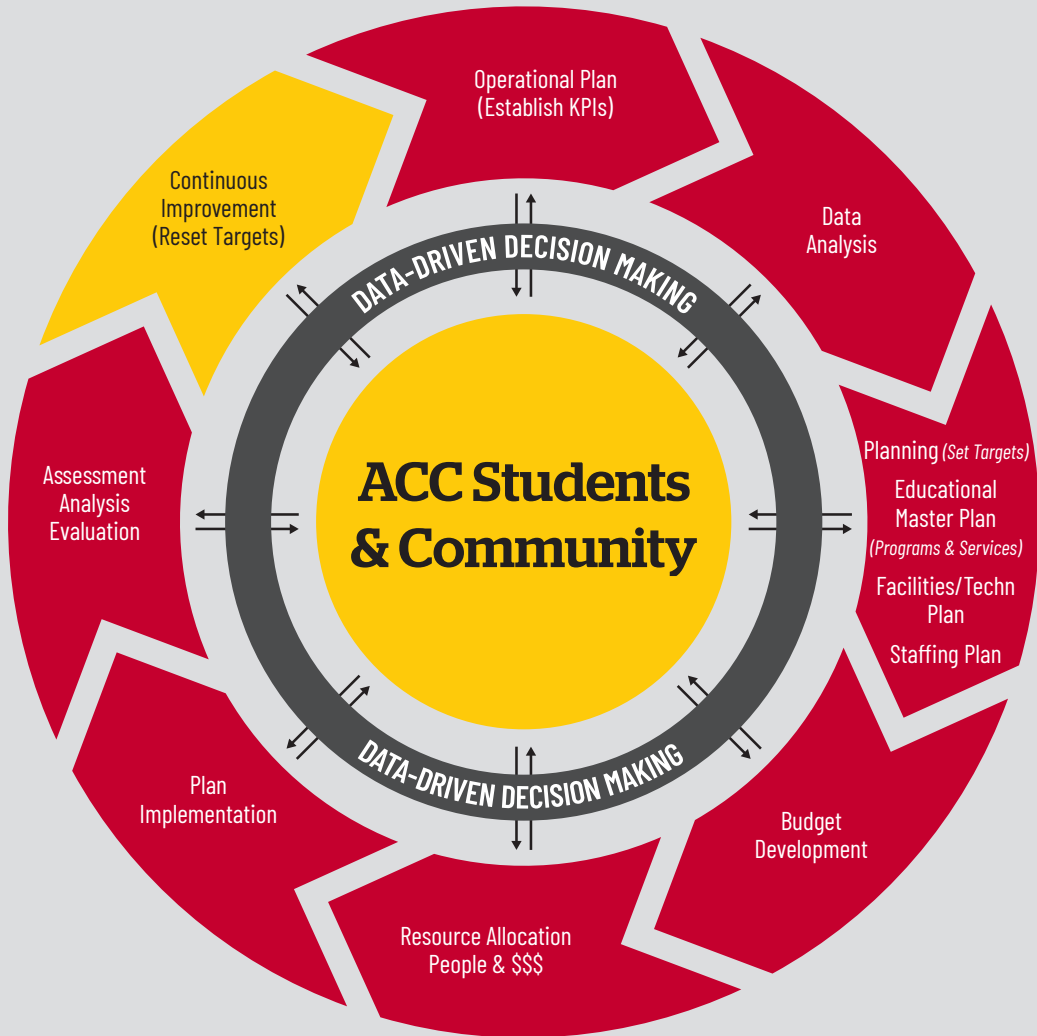 Operational Plan
(Establish KPIs)
Data
Analysis
Planning (Set Targets)
Educational
Master Plan
(Programs & Services)
Facilities/Techn
Plan
Staffing Plan
Budget
Development
Resource Allocation
People & $$$
Plan
Implementation
Assessment
Analysis
Evaluation
Continuous
Improvement
(Reset Targets)
DATA-DRIVEN DECISION MAKING
ACC Students
& Community
DATA-DRIVEN DECISION MAKING